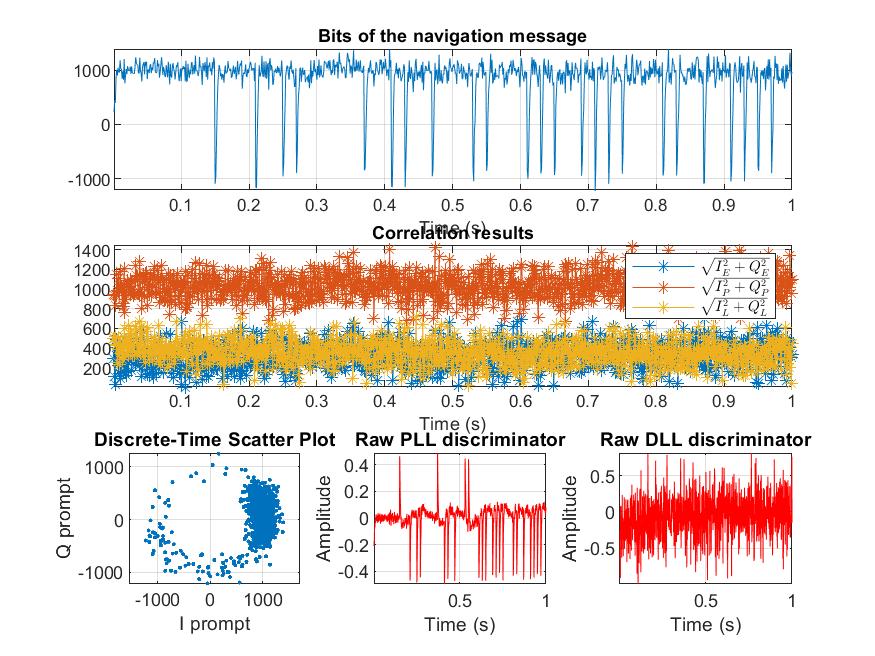 Bits of the navigation message
1000
0
-1000
0.1 0.2 0.3 0.4 0.5 0.6 0.7 0.8 0.9 1
Time (s)
Correlation results
1400
1200
1000
800
600
400
200
√I_E^2 + Q_E^2
√I_P^2 + Q_P^2
√I_L^2 + Q_L^2
0.1 0.2 0.3 0.4 0.5 0.6 0.7 0.8 0.9 1
Time (s)
Discrete-Time Scatter Plot
Q prompt
1000
0
-1000
-1000 0 1000
I prompt
Raw PLL discriminator
Amplitude
0.4
0.2
0
-0.2
-0.4
0.5 1
Time (s)
Raw DLL discriminator
Amplitude
0.5
0
-0.5
0.5 1
Time (s)